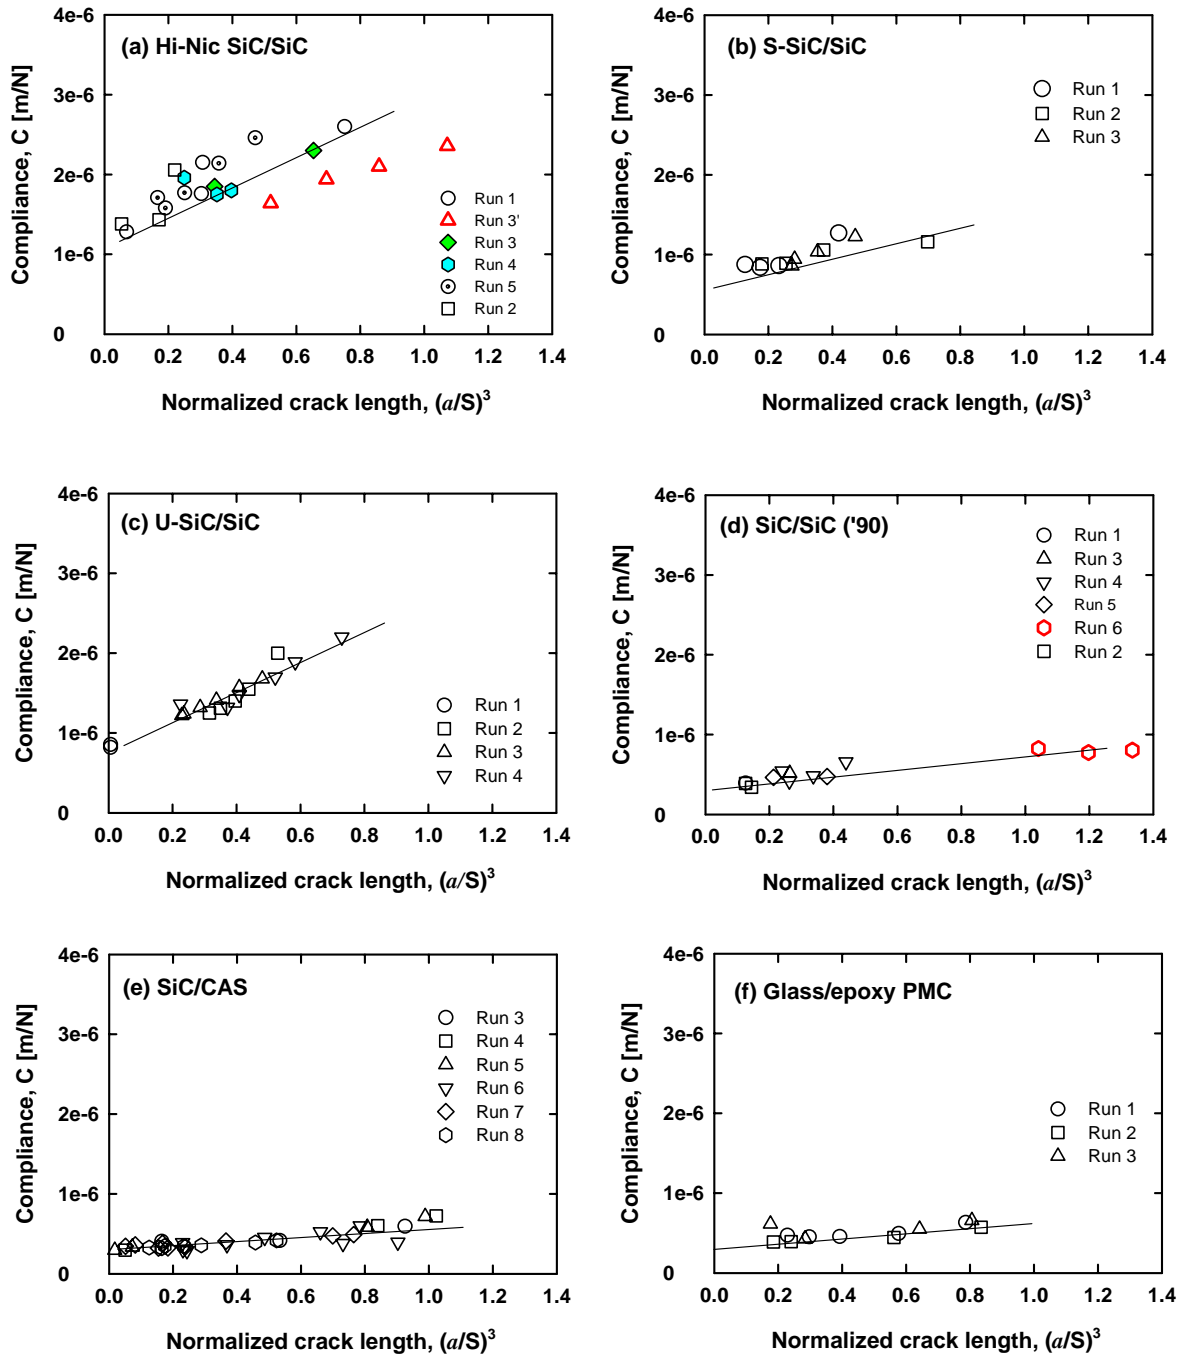 (a) Hi-Nic SiC/SiC
Compliance, C [m/N]
4e-6
3e-6
2e-6
1e-6
0
0.0 0.2 0.4 0.6 0.8 1.0 1.2 1.4
Normalized crack length, (a/S)³
Run 1
Run 3'
Run 3
Run 4
Run 5
Run 2
(b) S-SiC/SiC
Compliance, C [m/N]
4e-6
3e-6
2e-6
1e-6
0
0.0 0.2 0.4 0.6 0.8 1.0 1.2 1.4
Normalized crack length, (a/S)³
Run 1
Run 2
Run 3
(c) U-SiC/SiC
Compliance, C [m/N]
4e-6
3e-6
2e-6
1e-6
0
0.0 0.2 0.4 0.6 0.8 1.0 1.2 1.4
Normalized crack length, (a/S)³
Run 1
Run 2
Run 3
Run 4
(d) SiC/SiC ('90)
Compliance, C [m/N]
4e-6
3e-6
2e-6
1e-6
0
0.0 0.2 0.4 0.6 0.8 1.0 1.2 1.4
Normalized crack length, (a/S)³
Run 1
Run 3
Run 4
Run 5
Run 6
Run 2
(e) SiC/CAS
Compliance, C [m/N]
4e-6
3e-6
2e-6
1e-6
0
0.0 0.2 0.4 0.6 0.8 1.0 1.2 1.4
Normalized crack length, (a/S)³
Run 3
Run 4
Run 5
Run 6
Run 7
Run 8
(f) Glass/epoxy PMC
Compliance, C [m/N]
4e-6
3e-6
2e-6
1e-6
0
0.0 0.2 0.4 0.6 0.8 1.0 1.2 1.4
Normalized crack length, (a/S)³
Run 1
Run 2
Run 3